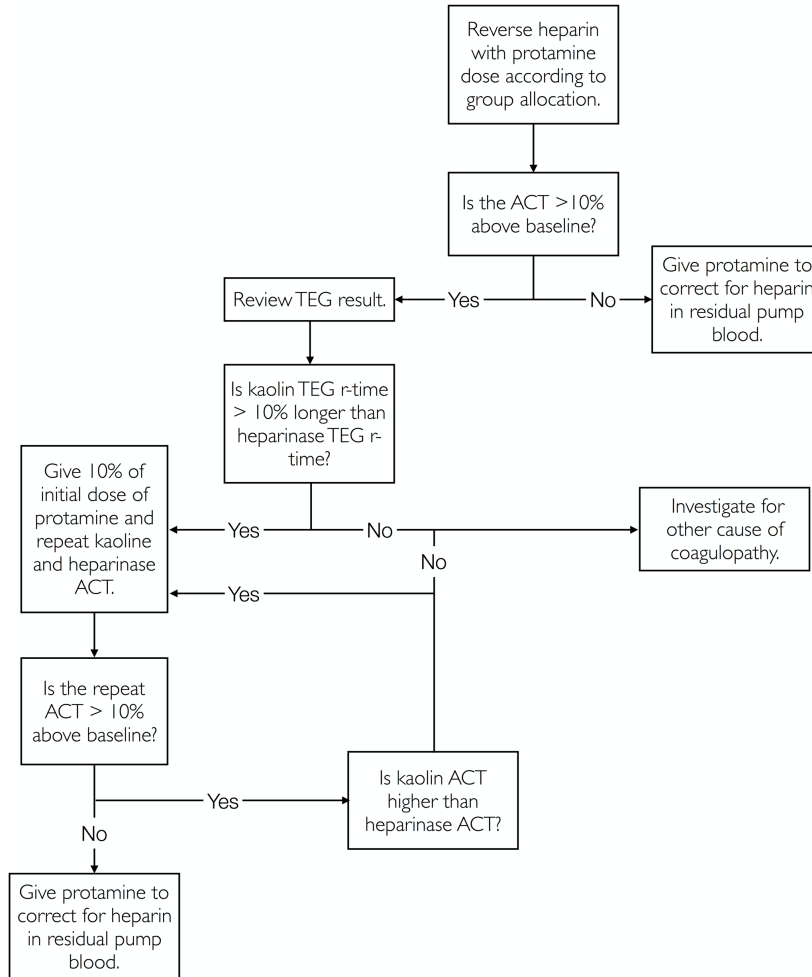 Reverse heparin
with protamine
dose according to
group allocation.
Is the ACT >10%
above baseline?
Yes
No
Give protamine to
correct for heparin
in residual pump
blood.
Review TEG result.
Is kaolin TEG r-time
> 10% longer than
heparinase TEG r-
time?
Yes
No
Investigate for
other cause of
coagulopathy.
Give 10% of
initial dose of
protamine and
repeat kaoline
and heparinase
ACT.
No
Yes
Is the repeat
ACT > 10%
above baseline?
Yes
Is kaolin ACT
higher than
heparinase ACT?
No
Give protamine to
correct for heparin
in residual pump
blood.